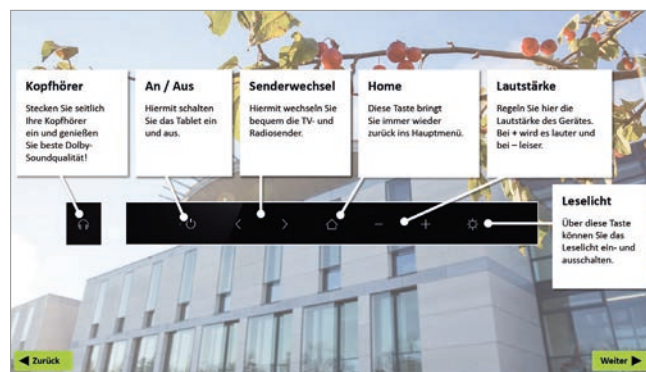 Kopfhörer
Stecken Sie seitlich
Ihre Kopfhörer
ein und genießen
Sie beste Dolby-
Soundqualität!
An / Aus
Hiermit schalten
Sie das Tablet ein
und aus.
Senderwechsel
Hiermit wechseln Sie
bequem die TV- und
Radiosender.
Home
Diese Taste bringt
Sie immer wieder
zurück ins Hauptmenü.
Lautstärke
Regeln Sie hier die
Lautstärke des Gerätes.
Bei + wird es lauter und
bei – leiser.
Leselicht
Über diese Taste
können Sie das
Leselicht ein- und
ausschalten.
Zurück
Weiter